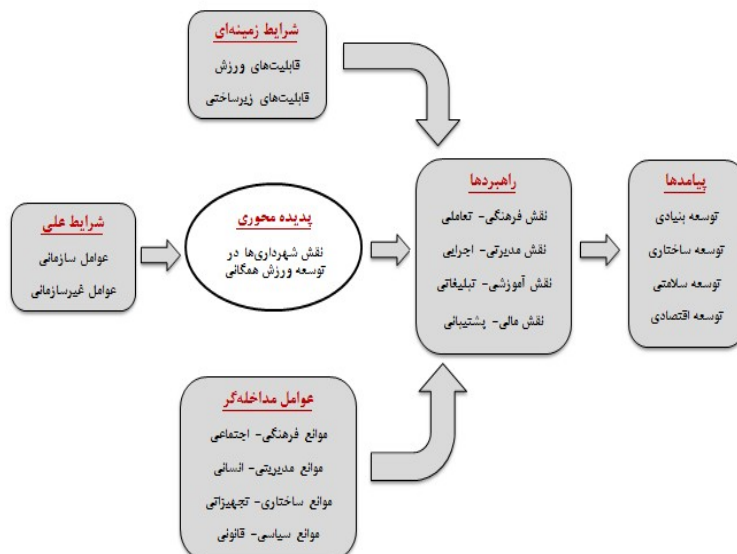 شرایط زمینه‌ای
قابلیت‌های ورزش
قابلیت‌های زیرساختی
شرایط علی
عوامل سازمانی
عوامل غیرسازمانی
پدیده محوری
نقش شهرداری‌ها در
توسعه ورزش همگانی
راهبردها
نقش فرهنگی- تعاملی
نقش مدیرتی- اجرایی
نقش آموزشی- تبلیغاتی
نقش مالی- پشتیبانی
پیامدها
توسعه بنیادی
توسعه ساختاری
توسعه سلامتی
توسعه اقتصادی
عوامل مداخله‌گر
موانع فرهنگی- اجتماعی
موانع مدیریتی- انسانی
موانع ساختاری- تجهیزاتی
موانع سیاسی- قانونی